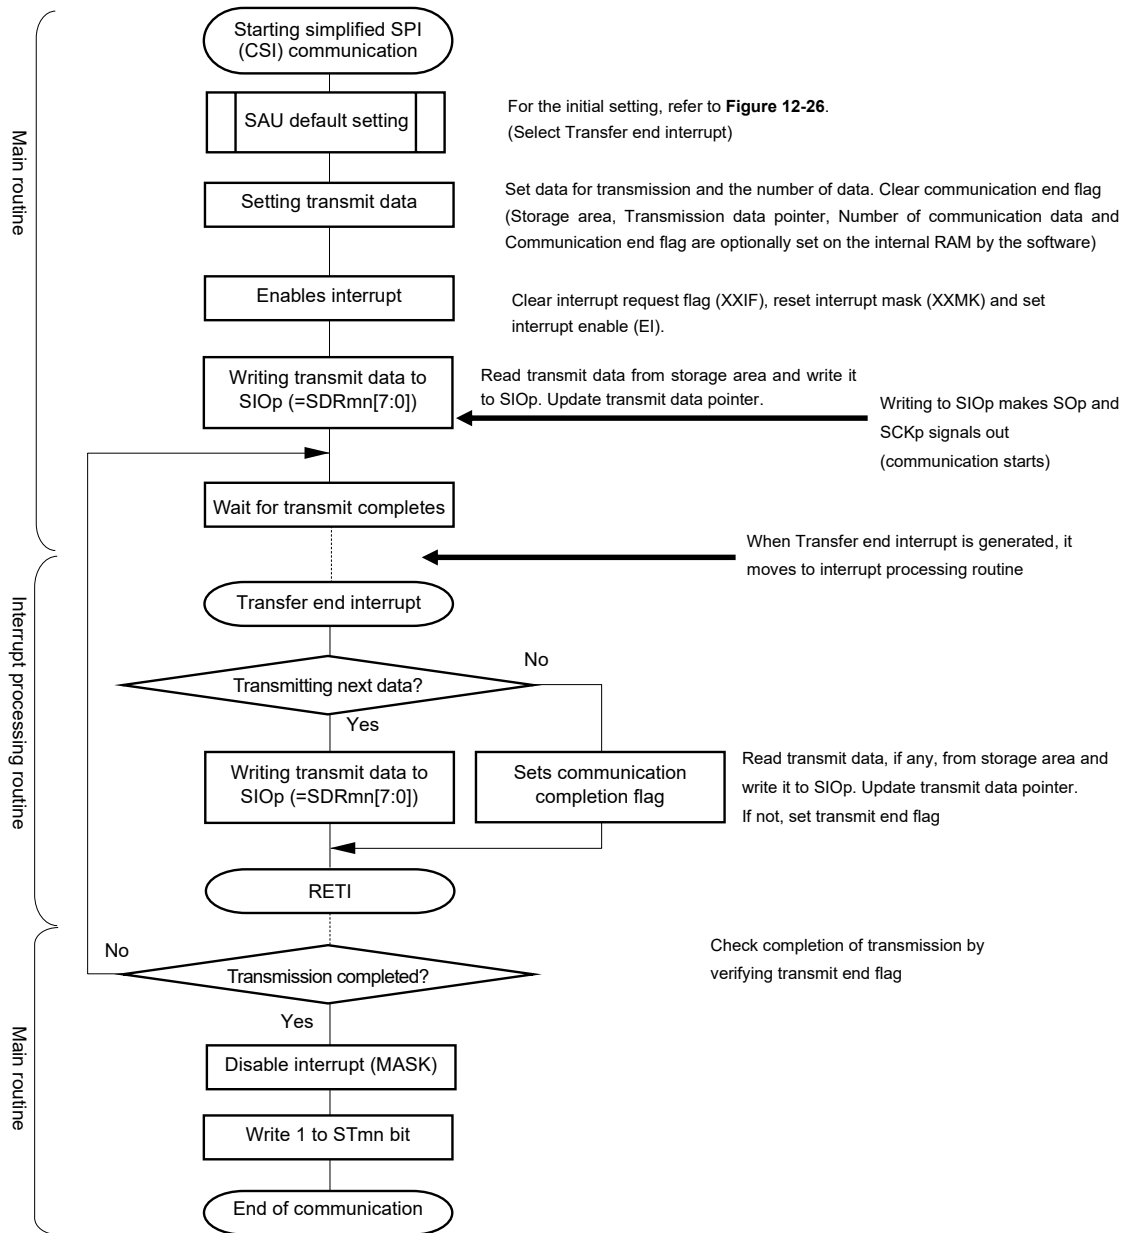 Starting simplified SPI
(CSI) communication
SAU default setting
For the initial setting, refer to Figure 12-26.
(Select Transfer end interrupt)
Main routine
Setting transmit data
Set data for transmission and the number of data. Clear communication end flag
(Storage area, Transmission data pointer, Number of communication data and
Communication end flag are optionally set on the internal RAM by the software)
Enables interrupt
Clear interrupt request flag (XXIF), reset interrupt mask (XXMK) and set
interrupt enable (EI).
Writing transmit data to
SIOp (=SDRmn[7:0])
Read transmit data from storage area and write it
to SIOp. Update transmit data pointer.
Writing to SIOp makes SOp and
SCKp signals out
(communication starts)
Wait for transmit completes
When Transfer end interrupt is generated, it
moves to interrupt processing routine
Interrupt processing routine
Transfer end interrupt
Transmitting next data?
No
Yes
Writing transmit data to
SIOp (=SDRmn[7:0])
Sets communication
completion flag
Read transmit data, if any, from storage area and
write it to SIOp. Update transmit data pointer.
If not, set transmit end flag
RETI
No
Transmission completed?
Check completion of transmission by
verifying transmit end flag
Yes
Main routine
Disable interrupt (MASK)
Write 1 to STmn bit
End of communication